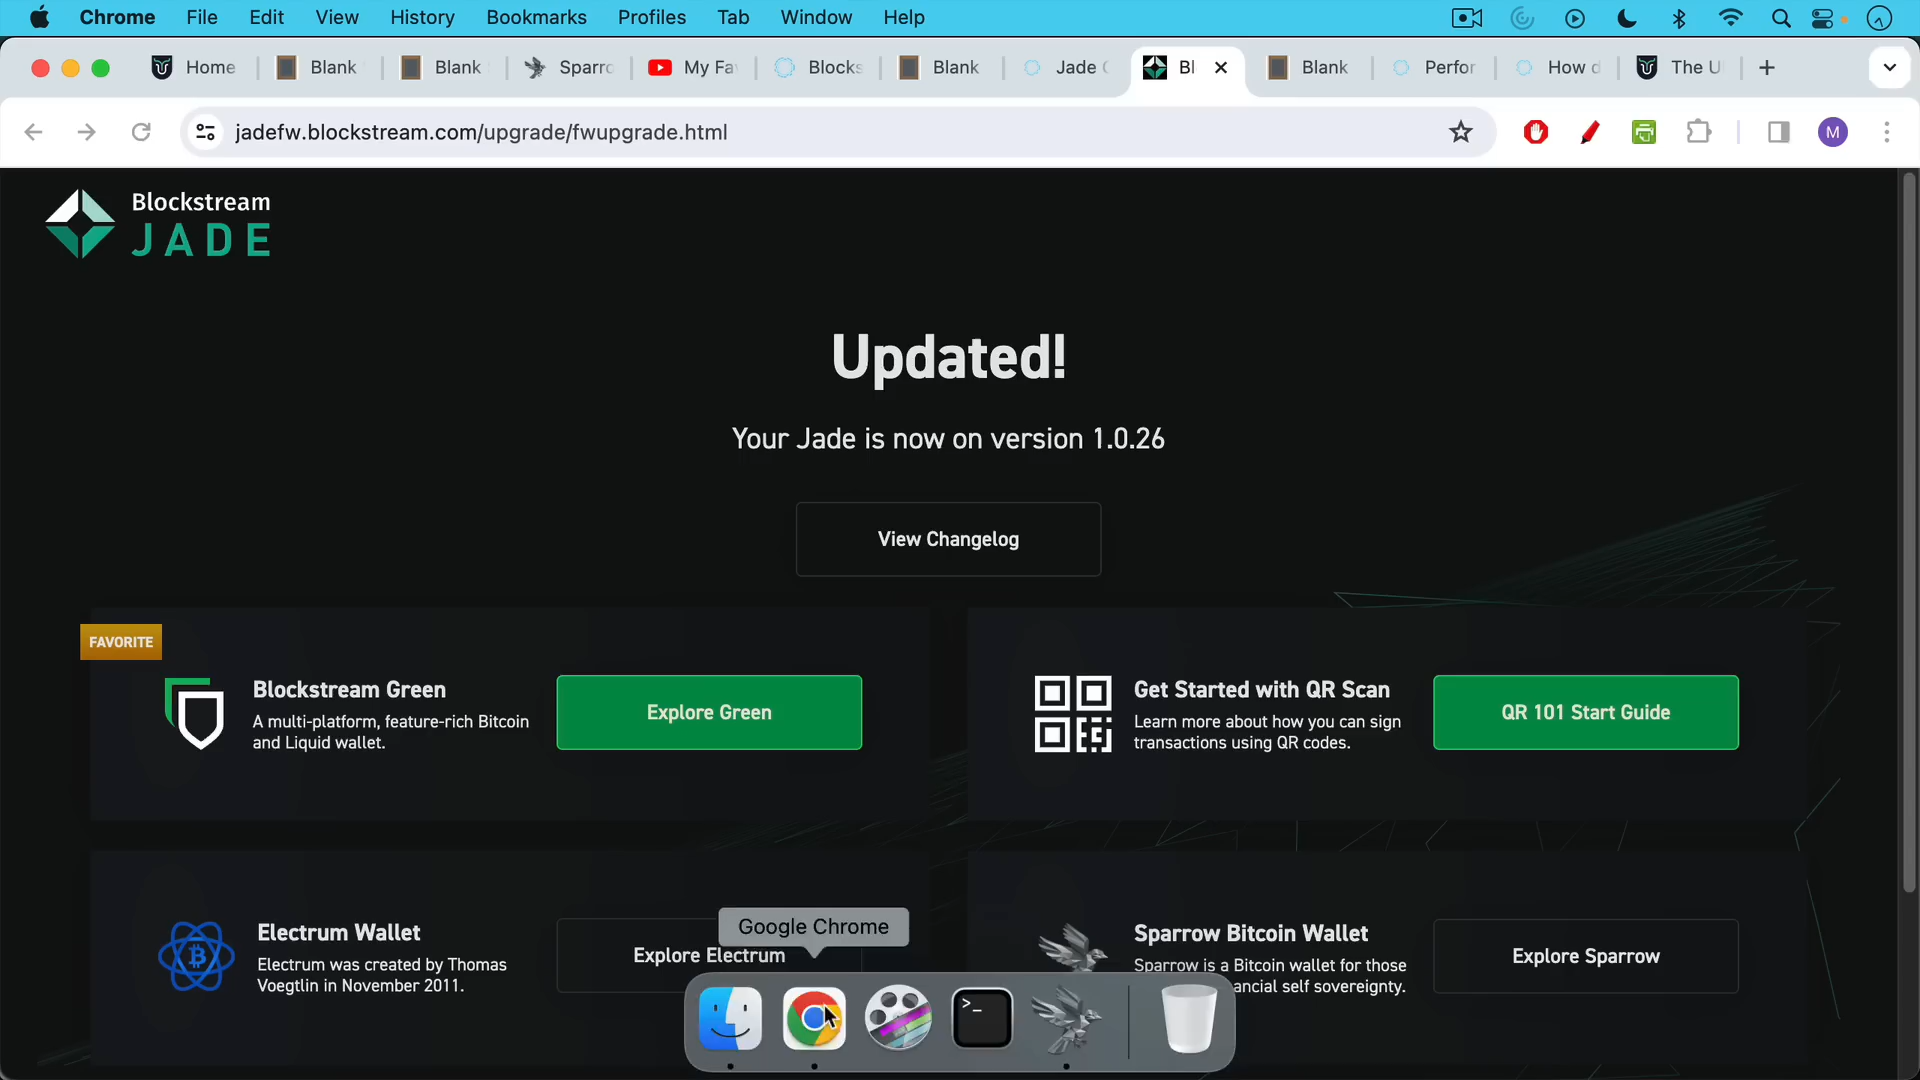 Chrome File Edit View History Bookmarks Profiles Tab Window Help
Home Blank Blank Sparro My Fa Blocks Blank Jade Bl Blank Perfor How d The U
jadefw.blockstream.com/upgrade/fwupgrade.html
M
Blockstream
JADE
Updated!
Your Jade is now on version 1.0.26
View Changelog
FAVORITE
Blockstream Green
A multi-platform, feature-rich Bitcoin
and Liquid wallet.
Explore Green
Get Started with QR Scan
Learn more about how you can sign
transactions using QR codes.
QR 101 Start Guide
Electrum Wallet
Electrum was created by Thomas
Voegtlin in November 2011.
Explore Electrum
Google Chrome
Sparrow Bitcoin Wallet
Sparrow is a Bitcoin wallet for those
ancial self sovereignty.
Explore Sparrow